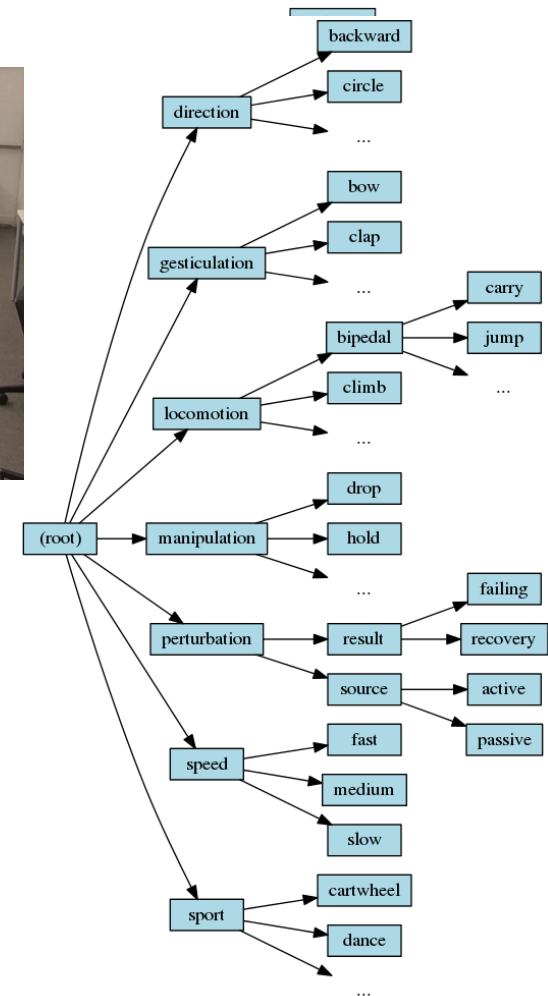 backward
circle
direction
...
bow
clap
gesticulation
...
carry
bipedal
jump
climb
...
locomotion
...
drop
(root)
manipulation
hold
...
failing
perturbation
result
recovery
source
active
fast
passive
speed
medium
slow
cartwheel
sport
dance
...